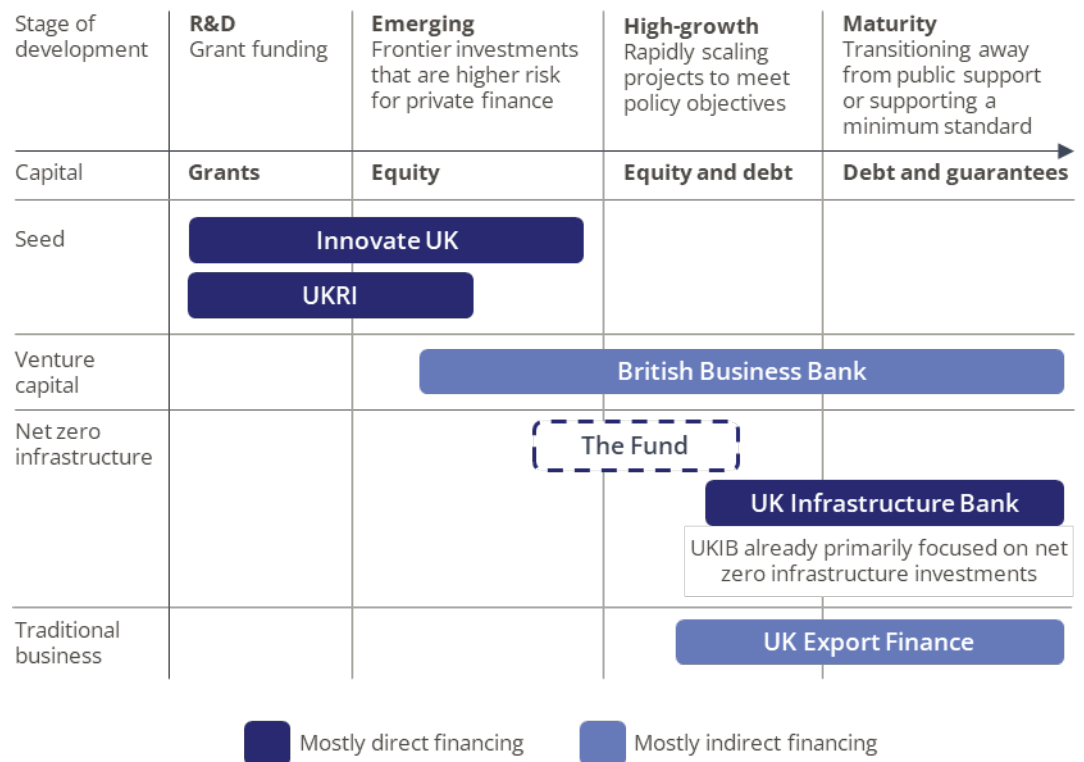 Stage of
development
R&D
Grant funding
Emerging
Frontier investments
that are higher risk
for private finance
High-growth
Rapidly scaling
projects to meet
policy objectives
Maturity
Transitioning away
from public support
or supporting a
minimum standard
Capital
Grants
Equity
Equity and debt
Debt and guarantees
Seed
Innovate UK
UKRI
Venture
capital
British Business Bank
Net zero
infrastructure
The Fund
UK Infrastructure Bank
UKIB already primarily focused on net
zero infrastructure investments
Traditional
business
UK Export Finance
Mostly direct financing
Mostly indirect financing